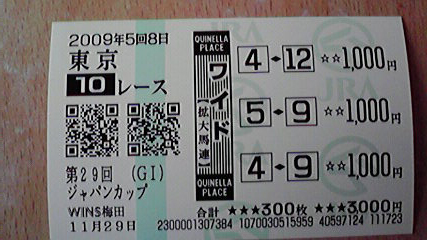 2009年5回8日
東京
10 レース
第29回 (GI)
ジャパンカップ
WINS梅田
11月29日
QUINELLA PLACE
ワイド
【拡大馬連】
QUINELLA PLACE
4-12 ☆☆1,000円
5-9 ☆☆1,000円
4-9 ☆☆1,000円
JRA
合計 ★★★300枚 ★★★3,000円
2300001307384 1070030515959 40597124 111723